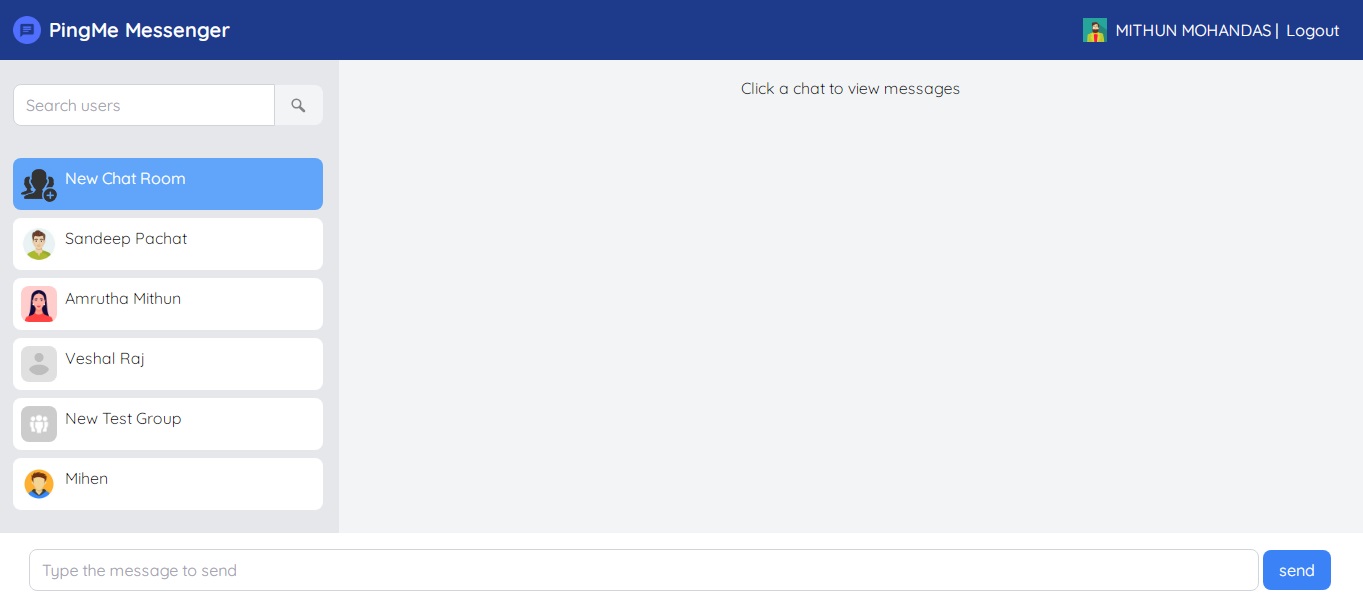 PingMe Messenger
MITHUN MOHANDAS | Logout
Search users
Click a chat to view messages
New Chat Room
Sandeep Pachat
Amrutha Mithun
Veshal Raj
New Test Group
Mihen
Type the message to send
send